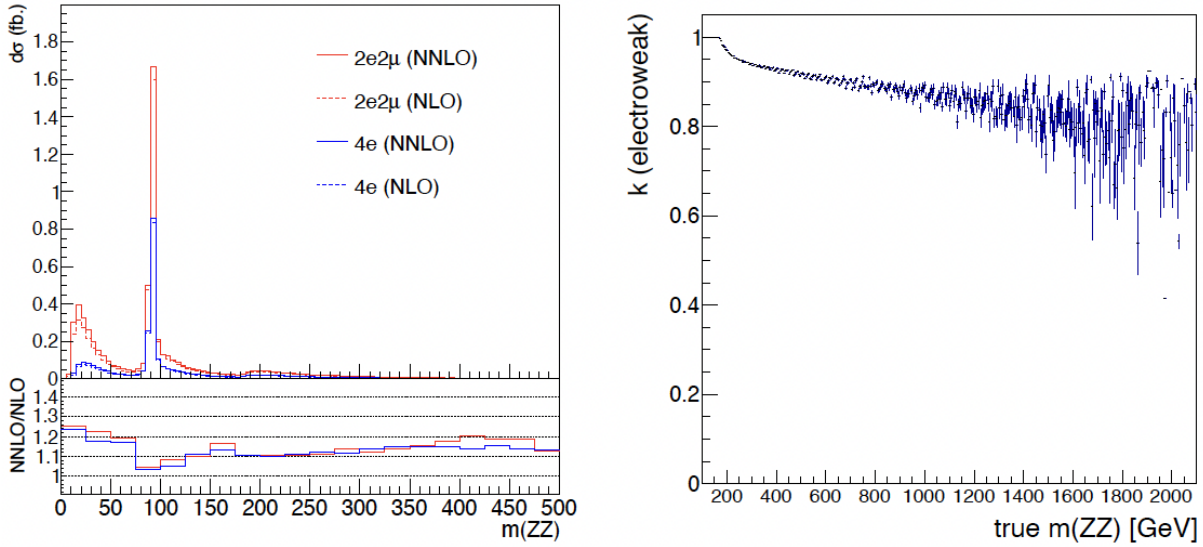 dσ (fb.)
1.8
1.6
1.4
1.2
1
0.8
0.6
0.4
0.2
0
2e2μ (NNLO)
2e2μ (NLO)
4e (NNLO)
4e (NLO)
NNLO/NLO
1.4
1.3
1.2
1.1
1
0 50 100 150 200 250 300 350 400 450 500
m(ZZ)
k (electroweak)
1
0.8
0.6
0.4
0.2
0
200 400 600 800 1000 1200 1400 1600 1800 2000
true m(ZZ) [GeV]